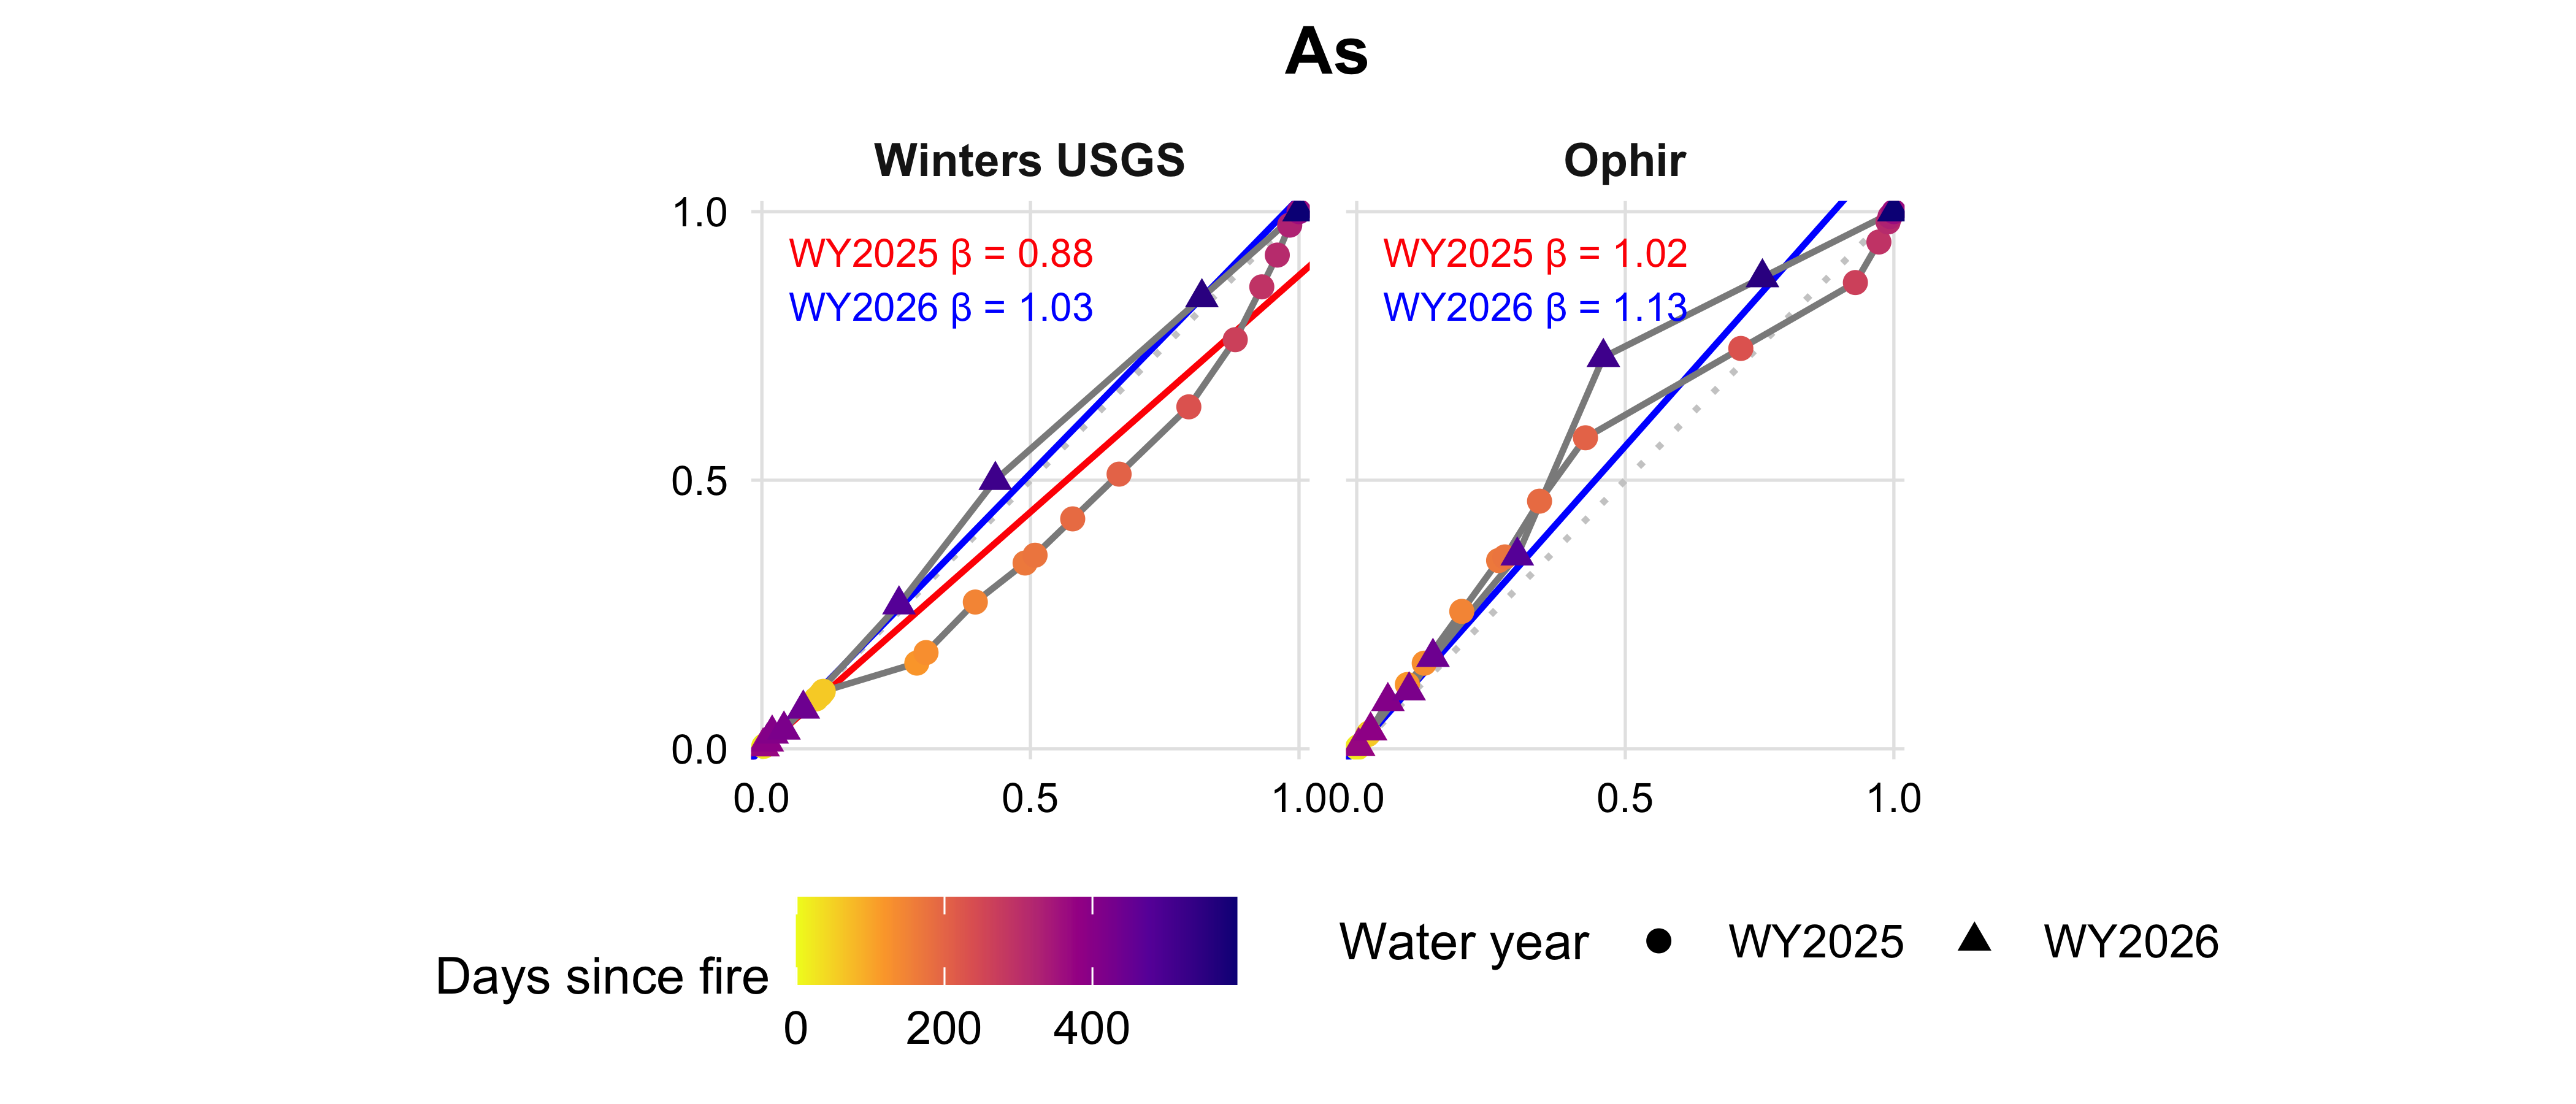 As
Winters USGS
Ophir
1.0
0.5
0.0
WY2025 β = 0.88
WY2026 β = 1.03
WY2025 β = 1.02
WY2026 β = 1.13
0.0 0.5 1.0
0.0 0.5 1.0
Days since fire
0 200 400
Water year WY2025 WY2026